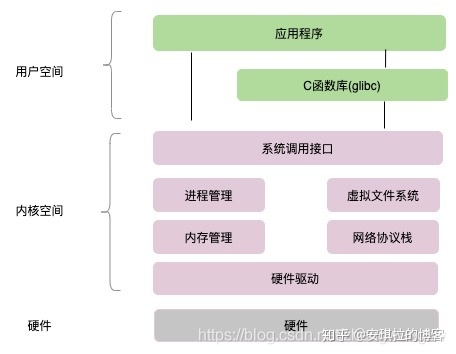 应用程序
用户空间
C函数库(glibc)
系统调用接口
进程管理 虚拟文件系统
内核空间
内存管理 网络协议栈
硬件驱动
硬件 硬件
https://blog.csdn.n
知乎 @安琪拉的博客